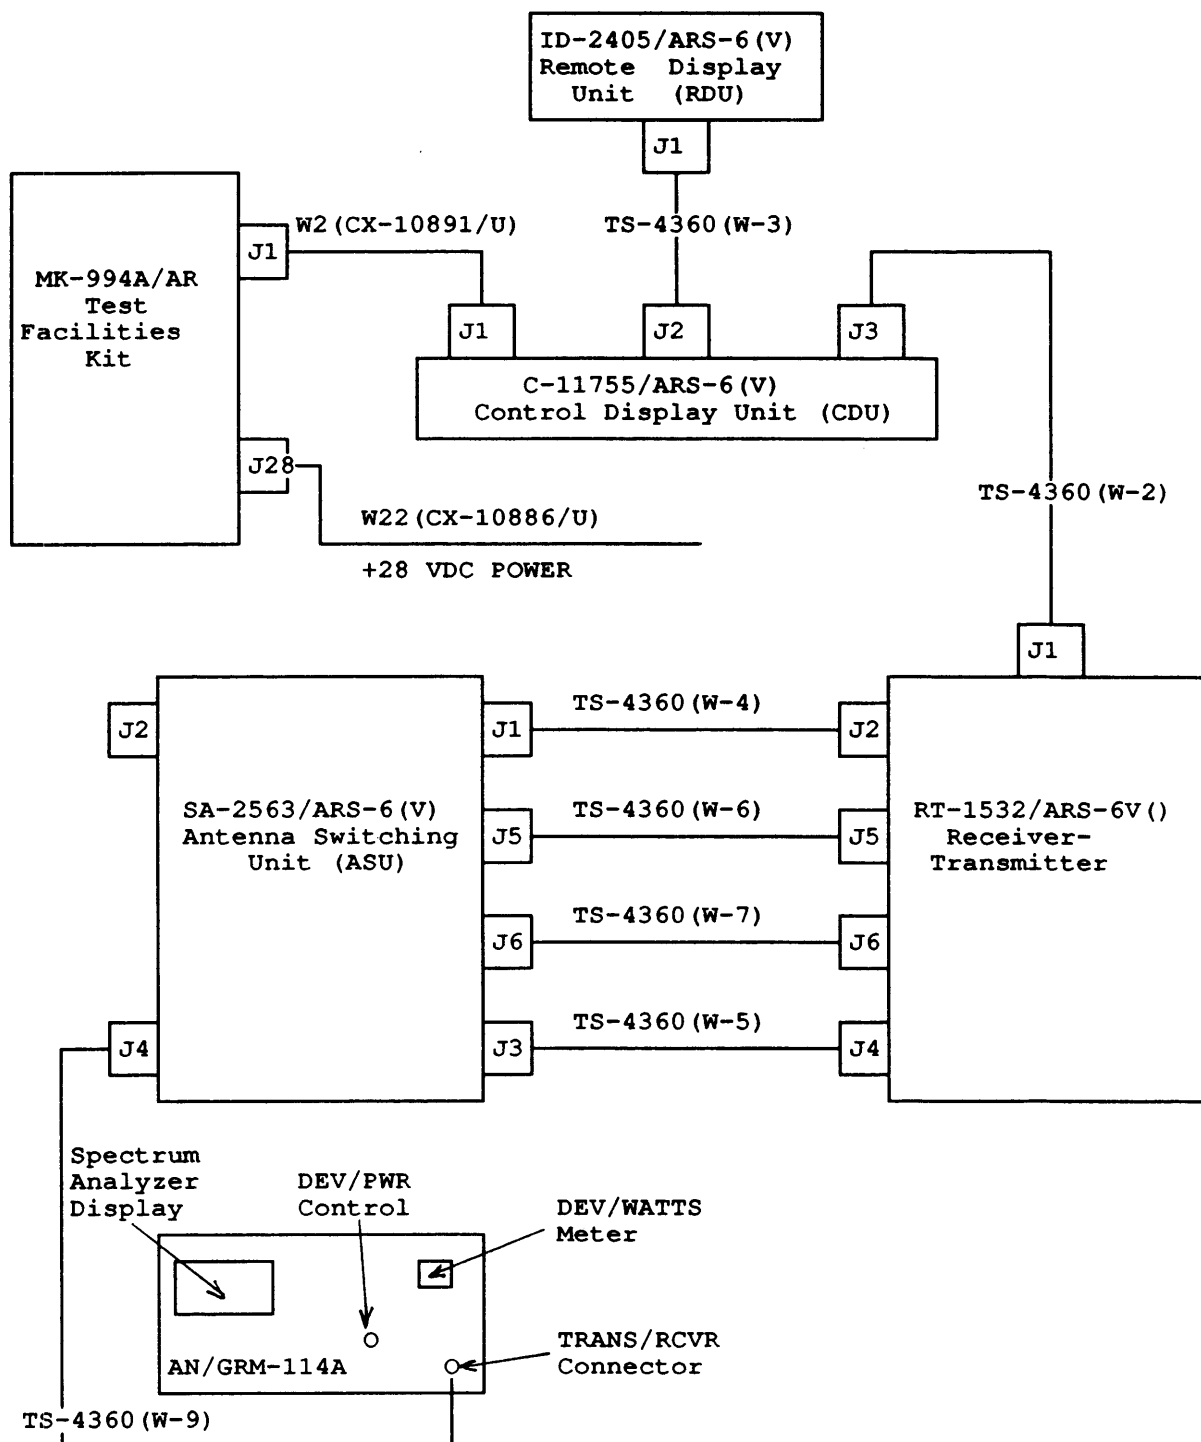 ID-2405/ARS-6(V)
Remote Display
Unit (RDU)
J1
W2(CX-10891/U)
TS-4360(W-3)
J1
MK-994A/AR
Test
Facilities
Kit
J1
J2
J3
C-11755/ARS-6(V)
Control Display Unit (CDU)
J28
TS-4360(W-2)
W22(CX-10886/U)
+28 VDC POWER
J1
TS-4360(W-4)
J2
J1
J2
SA-2563/ARS-6(V)
Antenna Switching
Unit (ASU)
TS-4360(W-6)
J5
J5
RT-1532/ARS-6V()
Receiver-
Transmitter
TS-4360(W-7)
J6
J6
TS-4360(W-5)
J4
J3
J4
Spectrum
Analyzer
Display
DEV/PWR
Control
DEV/WATTS
Meter
TRANS/RCVR
Connector
AN/GRM-114A
TS-4360(W-9)